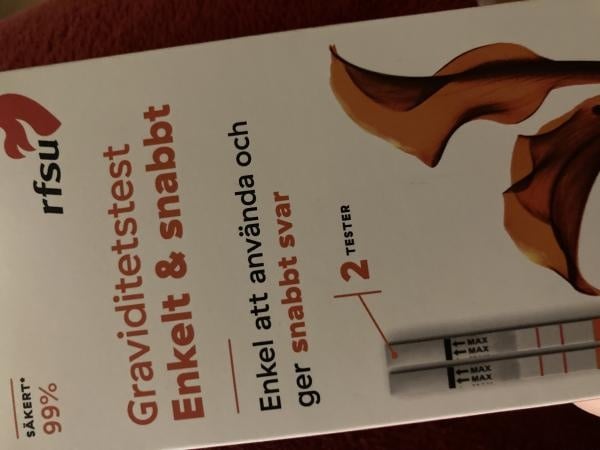 rfsu
Graviditetstest
Enkelt & snabbt
Enkel att använda och
ger snabbt svar
2 TESTER
SÄKERT*
99%
MAX
MAX
MAX
MAX